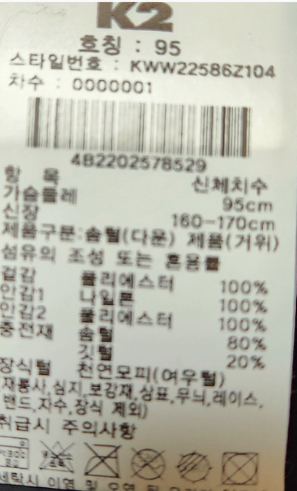 K2
호칭 : 95
스타일번호 : KWW22586Z104
차수 : 0000001
4B2202578529
항 목 신체치수
가슴둘레 95cm
신장 160-170cm
제품구분:솜털(다운) 제품(거위)
섬유의 조성 또는 혼용률
겉감 폴리에스터 100%
안감1 나일론 100%
안감2 폴리에스터 100%
충전재 솜털 80%
깃털 20%
장식털 천연모피(여우털)
(재봉사,심지,보강재,상표,무늬,레이스,
밴드,자수,장식 제외)
취급시 주의사항
세탁시 이염 및